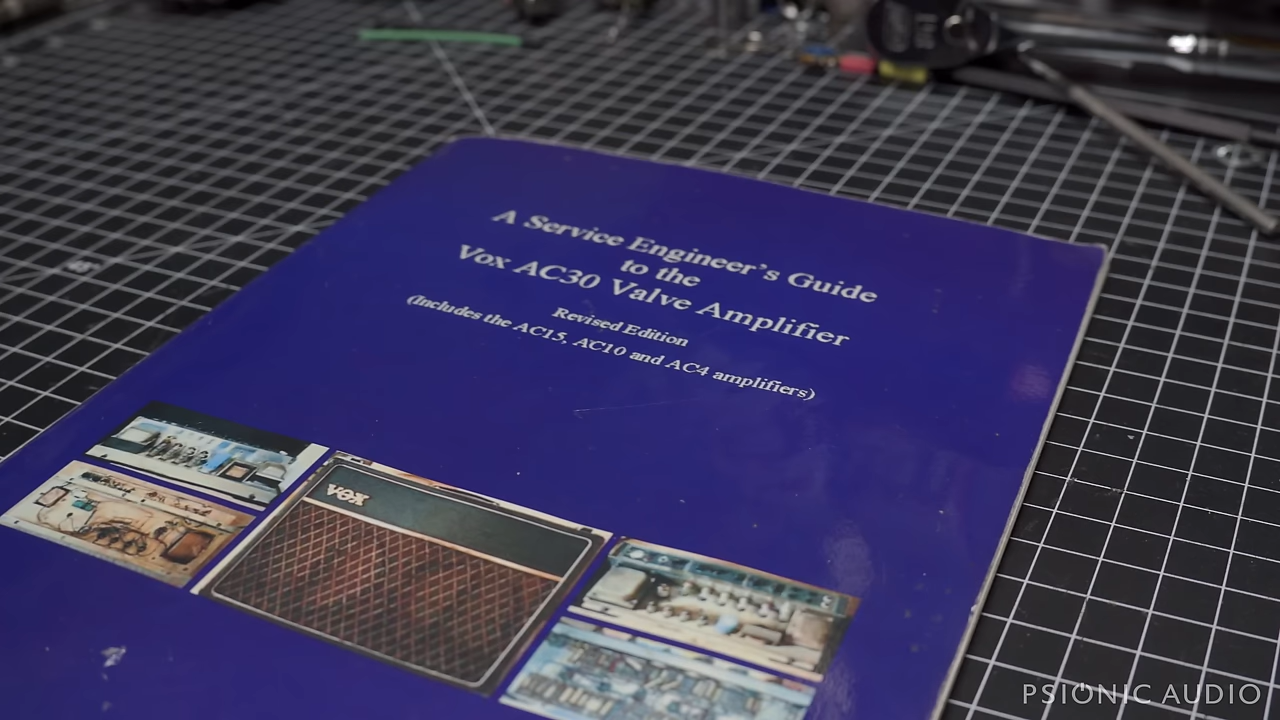 A Service Engineer's Guide
to the
Vox AC30 Valve Amplifier
Revised Edition
(Includes the AC15, AC10 and AC4 amplifiers)
VOX
PSIONIC AUDIO